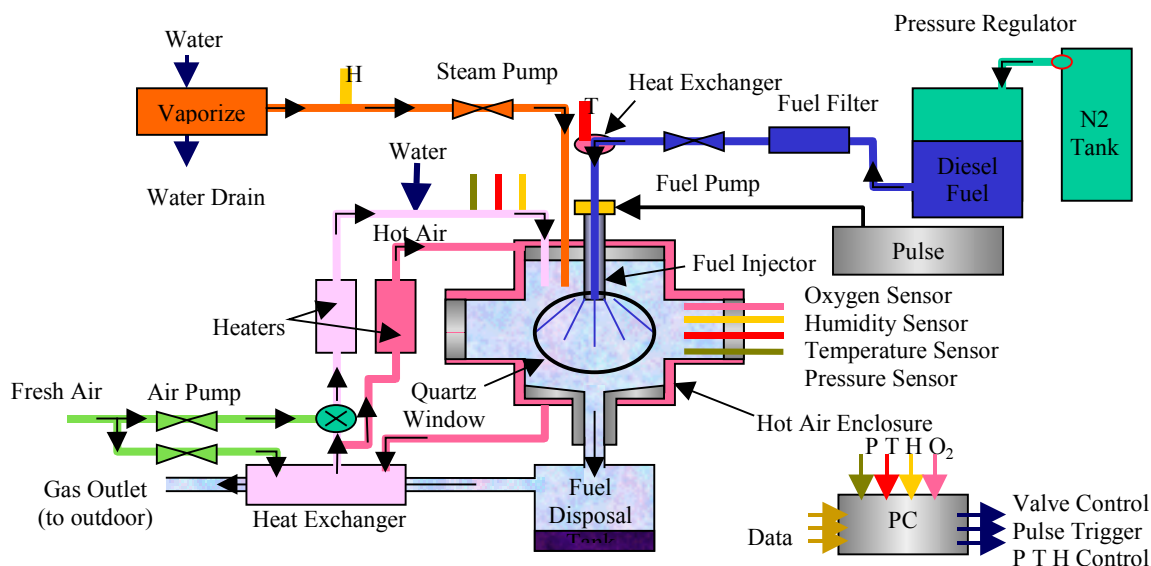 Pressure Regulator
Water
H
Steam Pump
Heat Exchanger
Vaporize
T
Fuel Filter
N2
Tank
Water
Diesel
Fuel
Water Drain
Fuel Pump
Hot Air
Pulse
Fuel Injector
Oxygen Sensor
Humidity Sensor
Temperature Sensor
Pressure Sensor
Heaters
Fresh Air
Air Pump
Quartz
Window
Hot Air Enclosure
P T H O₂
Gas Outlet
(to outdoor)
Heat Exchanger
Fuel
Disposal
Tank
PC
Data
Valve Control
Pulse Trigger
P T H Control